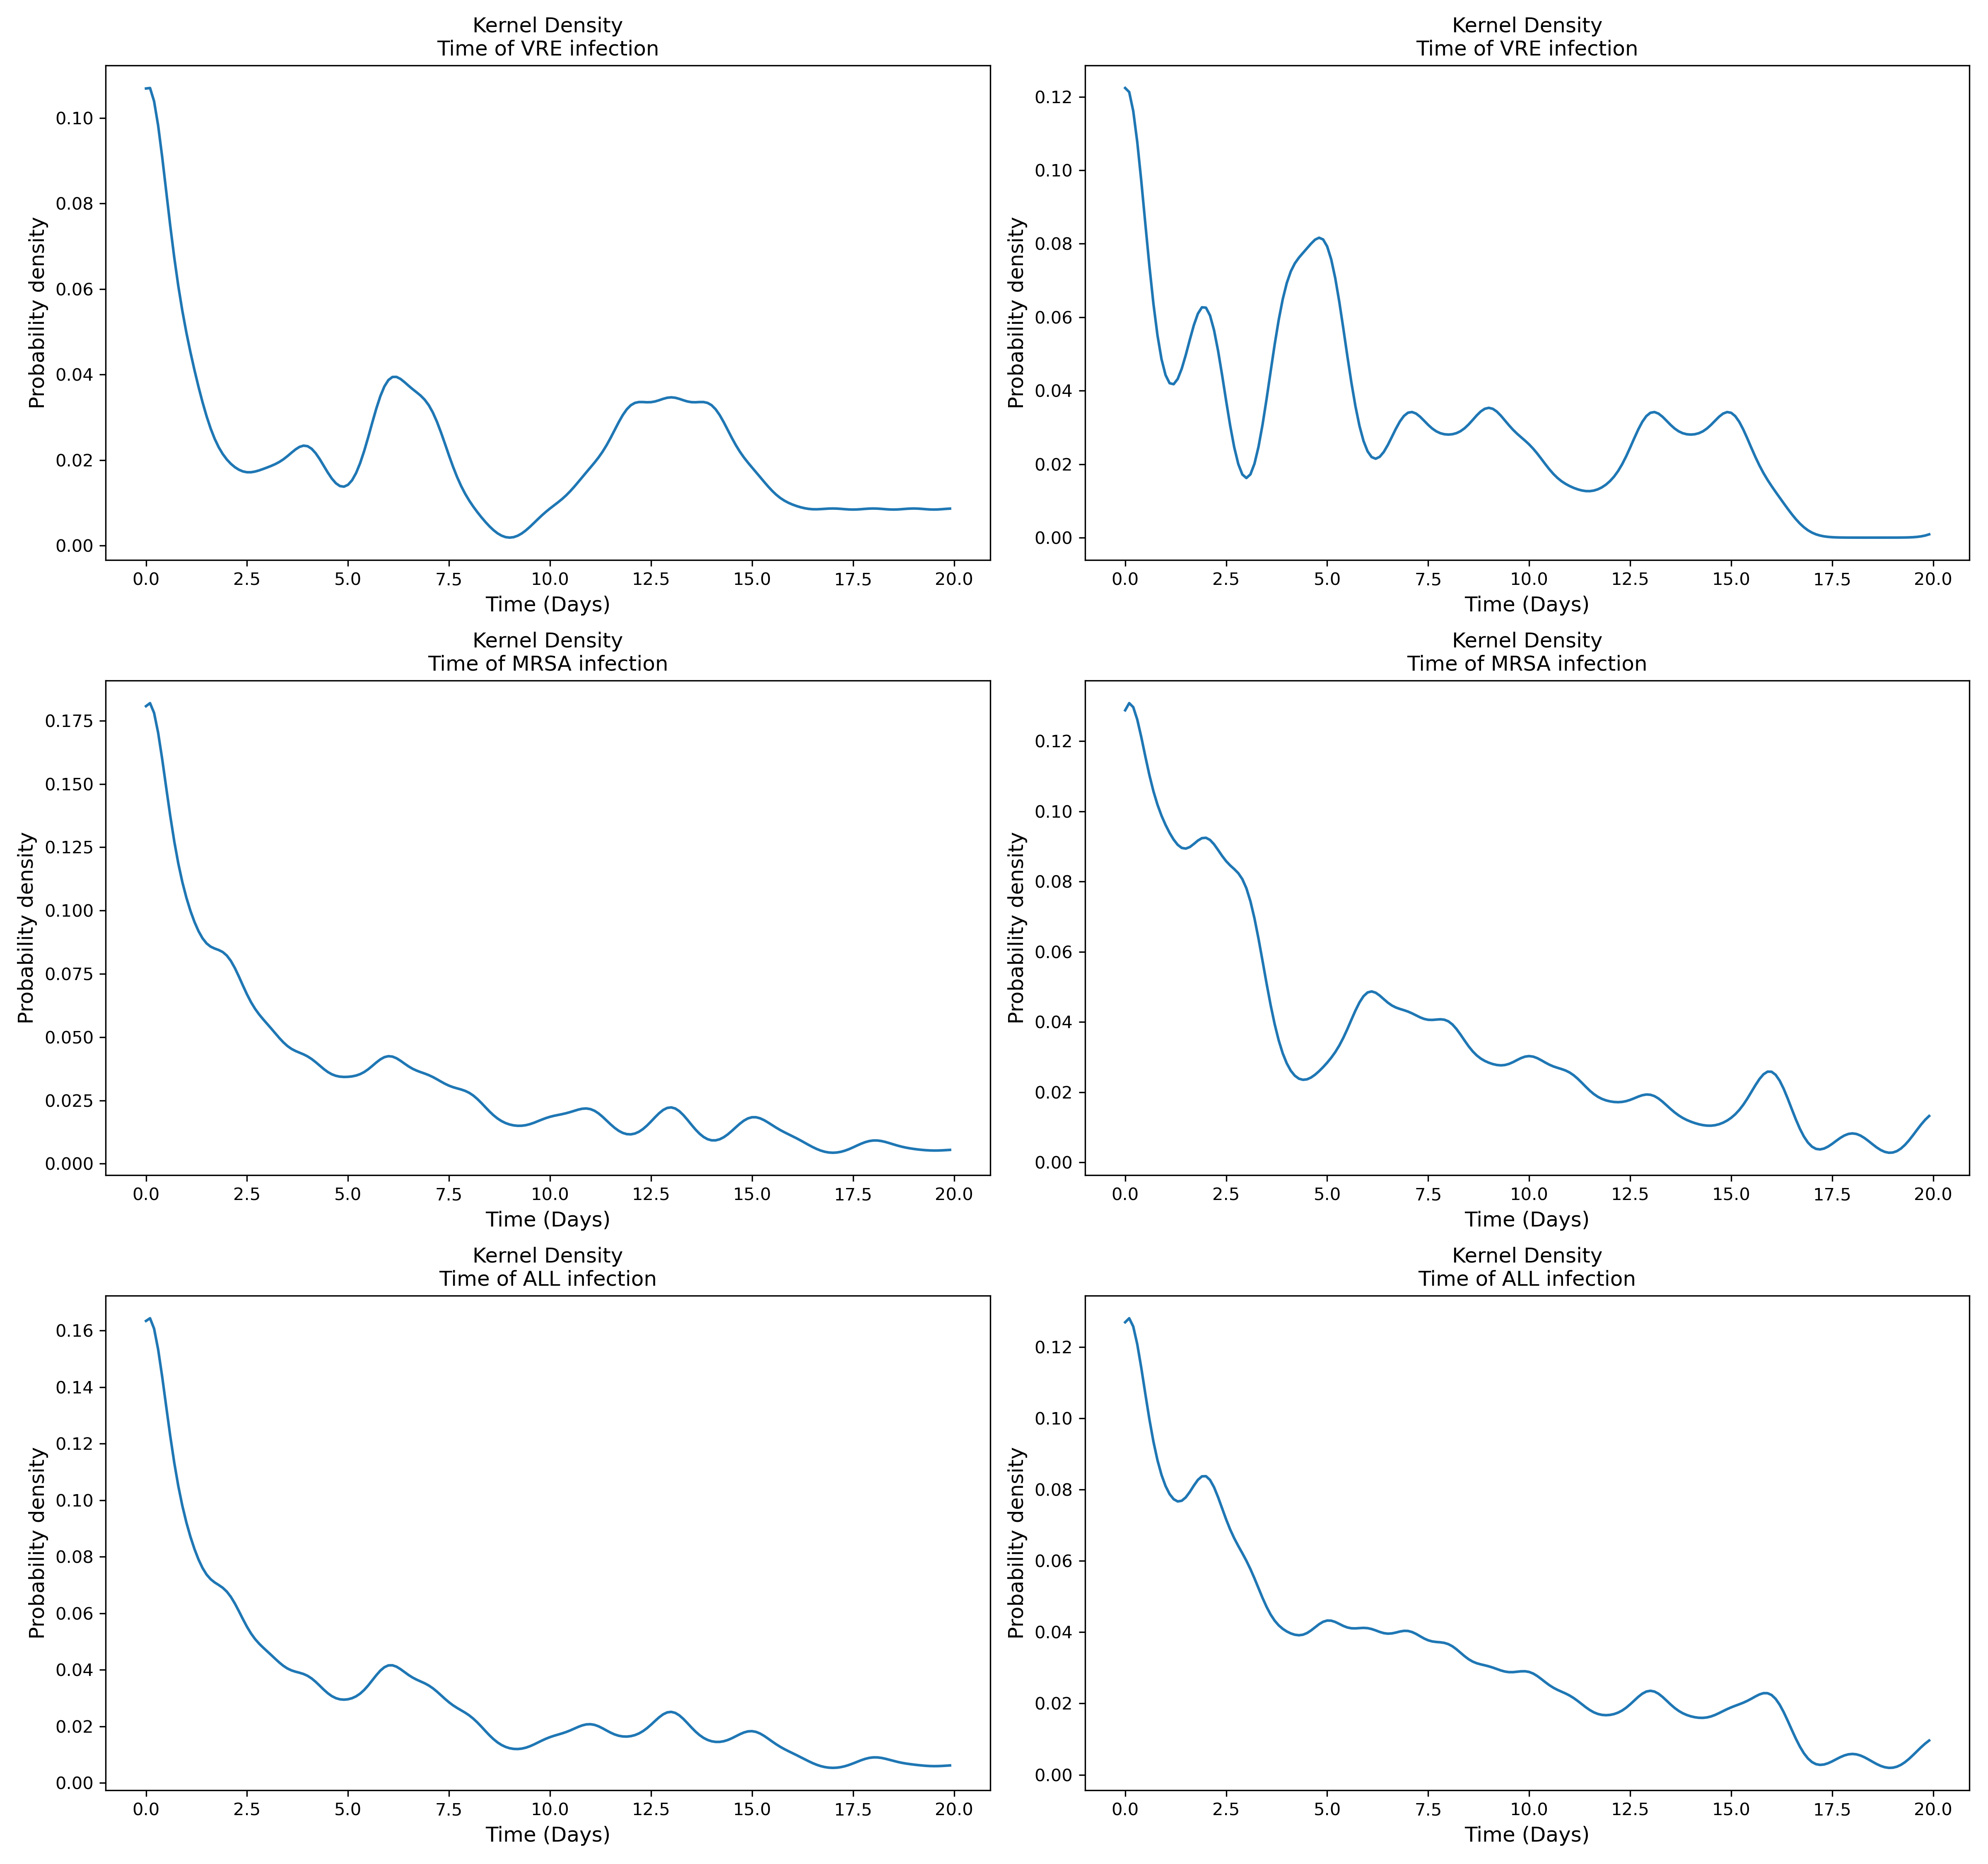 Kernel Density
Time of VRE infection
Probability density
0.10
0.08
0.06
0.04
0.02
0.00
0.0 2.5 5.0 7.5 10.0 12.5 15.0 17.5 20.0
Time (Days)
Kernel Density
Time of VRE infection
Probability density
0.12
0.10
0.08
0.06
0.04
0.02
0.00
0.0 2.5 5.0 7.5 10.0 12.5 15.0 17.5 20.0
Time (Days)
Kernel Density
Time of MRSA infection
Probability density
0.175
0.150
0.125
0.100
0.075
0.050
0.025
0.000
0.0 2.5 5.0 7.5 10.0 12.5 15.0 17.5 20.0
Time (Days)
Kernel Density
Time of MRSA infection
Probability density
0.12
0.10
0.08
0.06
0.04
0.02
0.00
0.0 2.5 5.0 7.5 10.0 12.5 15.0 17.5 20.0
Time (Days)
Kernel Density
Time of ALL infection
Probability density
0.16
0.14
0.12
0.10
0.08
0.06
0.04
0.02
0.00
0.0 2.5 5.0 7.5 10.0 12.5 15.0 17.5 20.0
Time (Days)
Kernel Density
Time of ALL infection
Probability density
0.12
0.10
0.08
0.06
0.04
0.02
0.00
0.0 2.5 5.0 7.5 10.0 12.5 15.0 17.5 20.0
Time (Days)